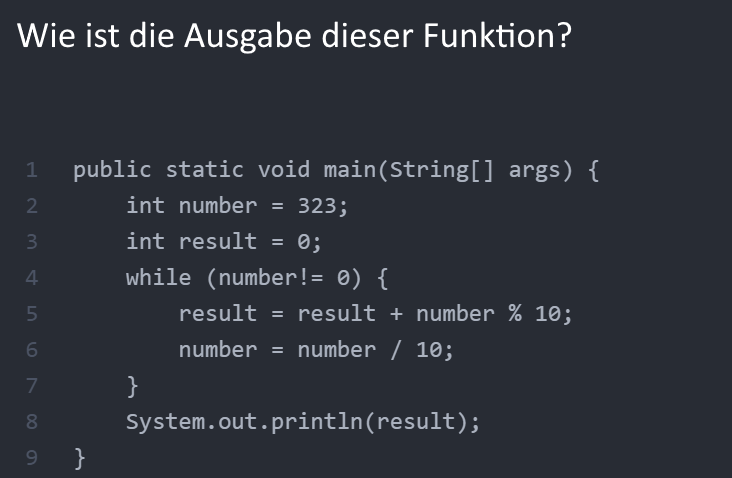 Wie ist die Ausgabe dieser Funktion?
1 public static void main(String[] args) {
2 int number = 323;
3 int result = 0;
4 while (number!= 0) {
5 result = result + number % 10;
6 number = number / 10;
7 }
8 System.out.println(result);
9 }